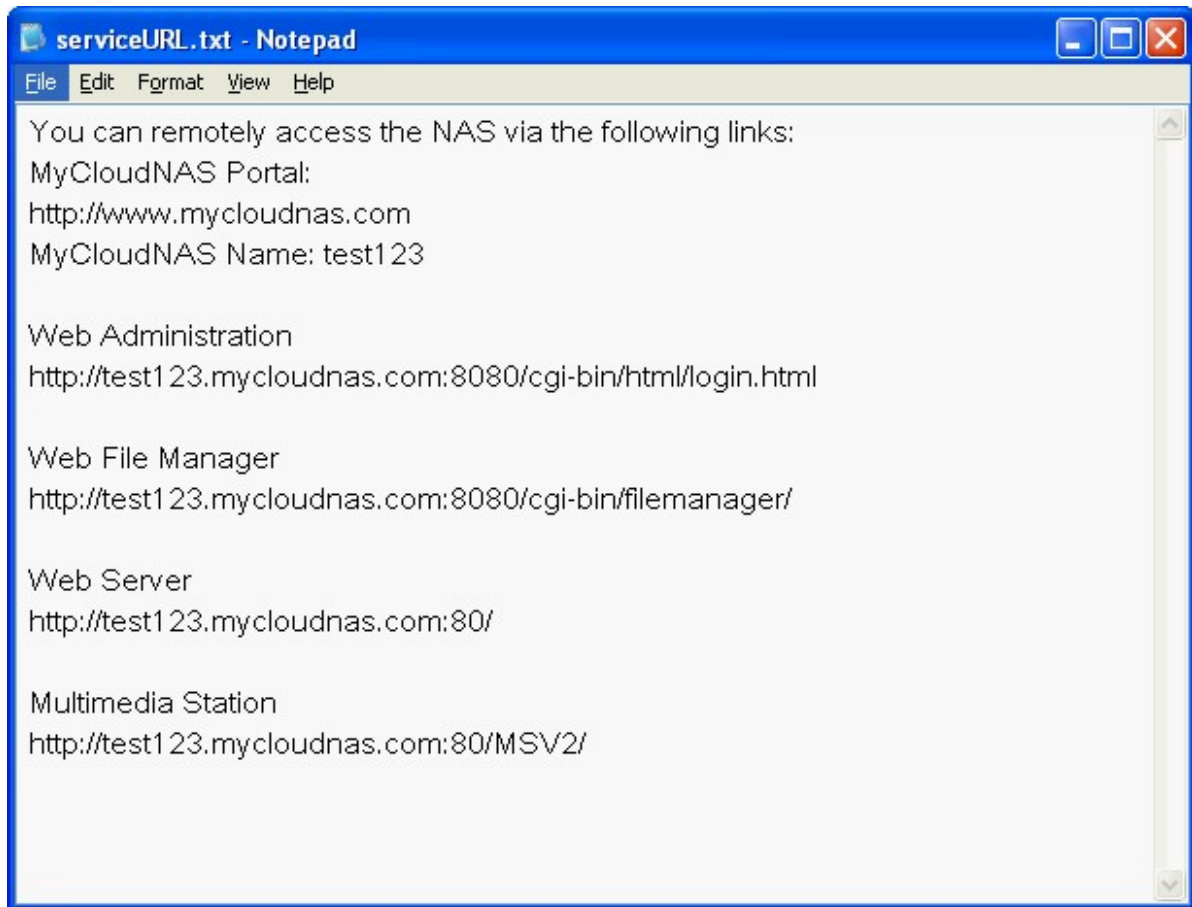 serviceURL.txt - Notepad
File Edit Format View Help
You can remotely access the NAS via the following links:
MyCloudNAS Portal:
http://www.mycloudnas.com
MyCloudNAS Name: test123
Web Administration
http://test123.mycloudnas.com:8080/cgi-bin/html/login.html
Web File Manager
http://test123.mycloudnas.com:8080/cgi-bin/filemanager/
Web Server
http://test123.mycloudnas.com:80/
Multimedia Station
http://test123.mycloudnas.com:80/MSV2/